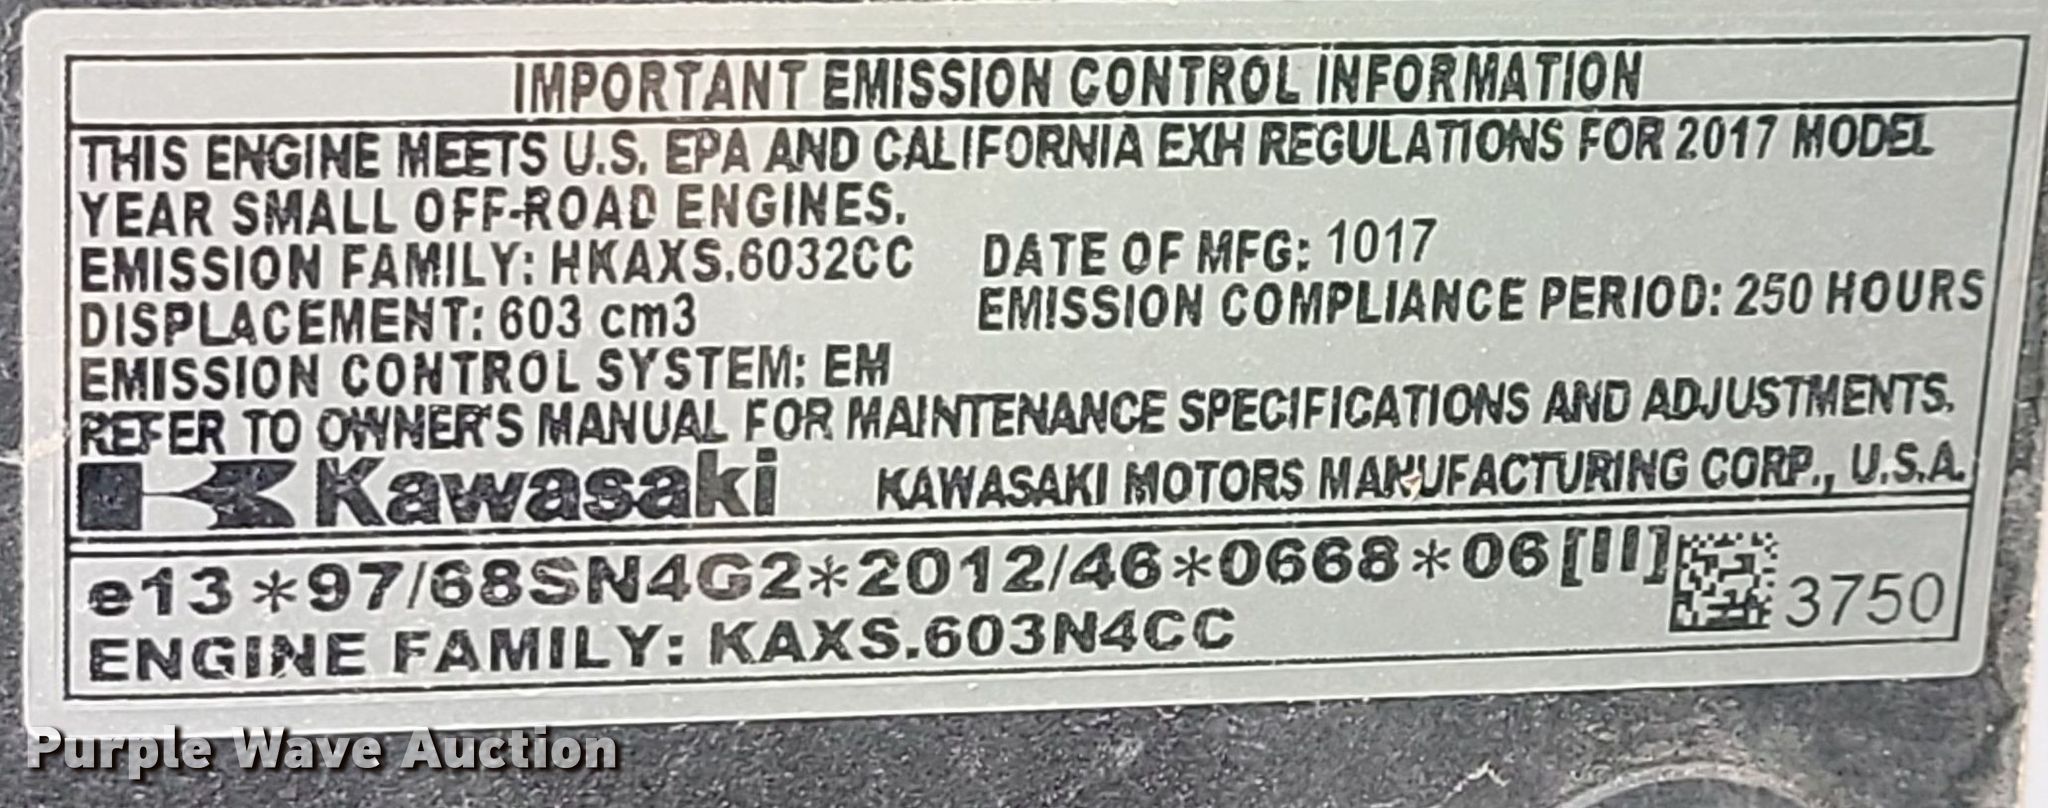 IMPORTANT EMISSION CONTROL INFORMATION
THIS ENGINE MEETS U.S. EPA AND CALIFORNIA EXH REGULATIONS FOR 2017 MODEL
YEAR SMALL OFF-ROAD ENGINES.
EMISSION FAMILY: HKAXS.6032CC DATE OF MFG: 1017
DISPLACEMENT: 603 cm3 EMISSION COMPLIANCE PERIOD: 250 HOURS
EMISSION CONTROL SYSTEM: EM
REFER TO OWNER'S MANUAL FOR MAINTENANCE SPECIFICATIONS AND ADJUSTMENTS.
Kawasaki KAWASAKI MOTORS MANUFACTURING CORP., U.S.A.
e13*97/68SN4G2*2012/46*0668*06[II] 3750
ENGINE FAMILY: KAXS.603N4CC
Purple Wave Auction